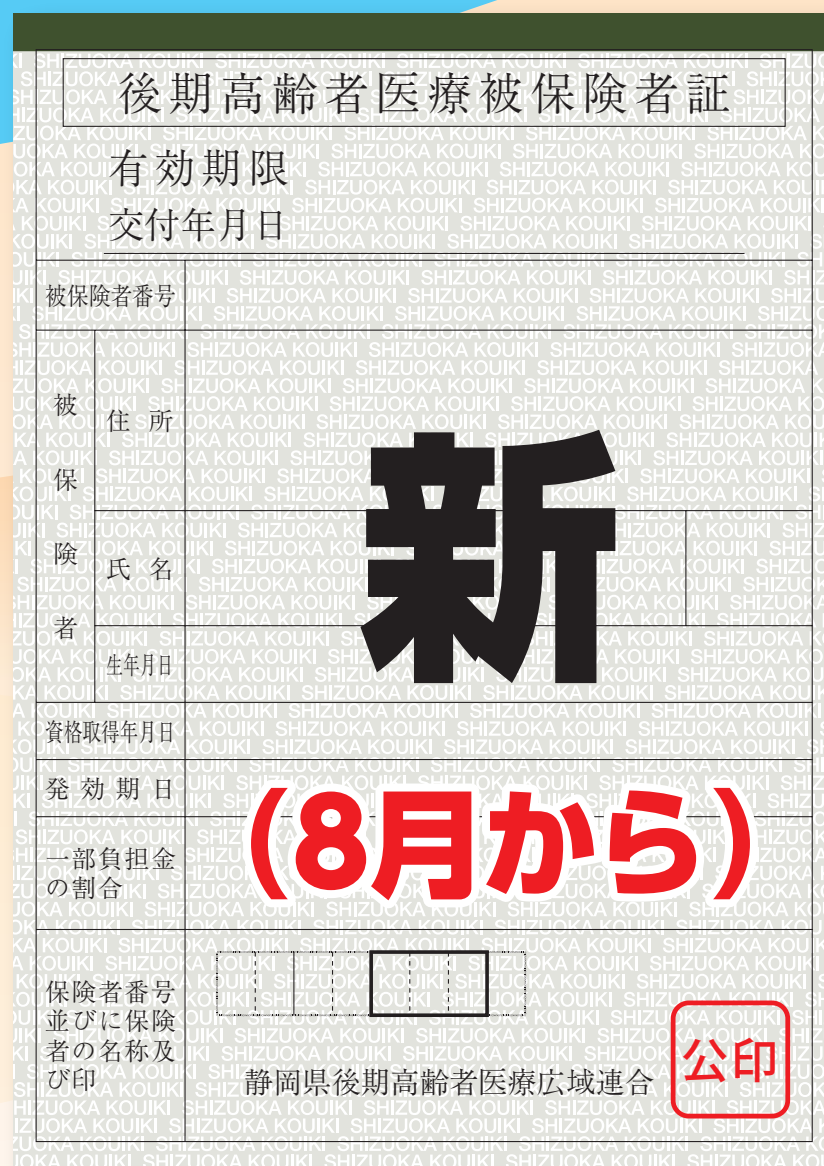 後期高齢者医療被保険者証
有効期限
交付年月日
被保険者番号
被保険者
住所
氏名
生年月日
資格取得年月日
発効期日
一部負担金
の割合
新
(8月から)
保険者番号
並びに保険
者の名称及
び印
静岡県後期高齢者医療広域連合
公印
SHIZUOKA KOUIKI